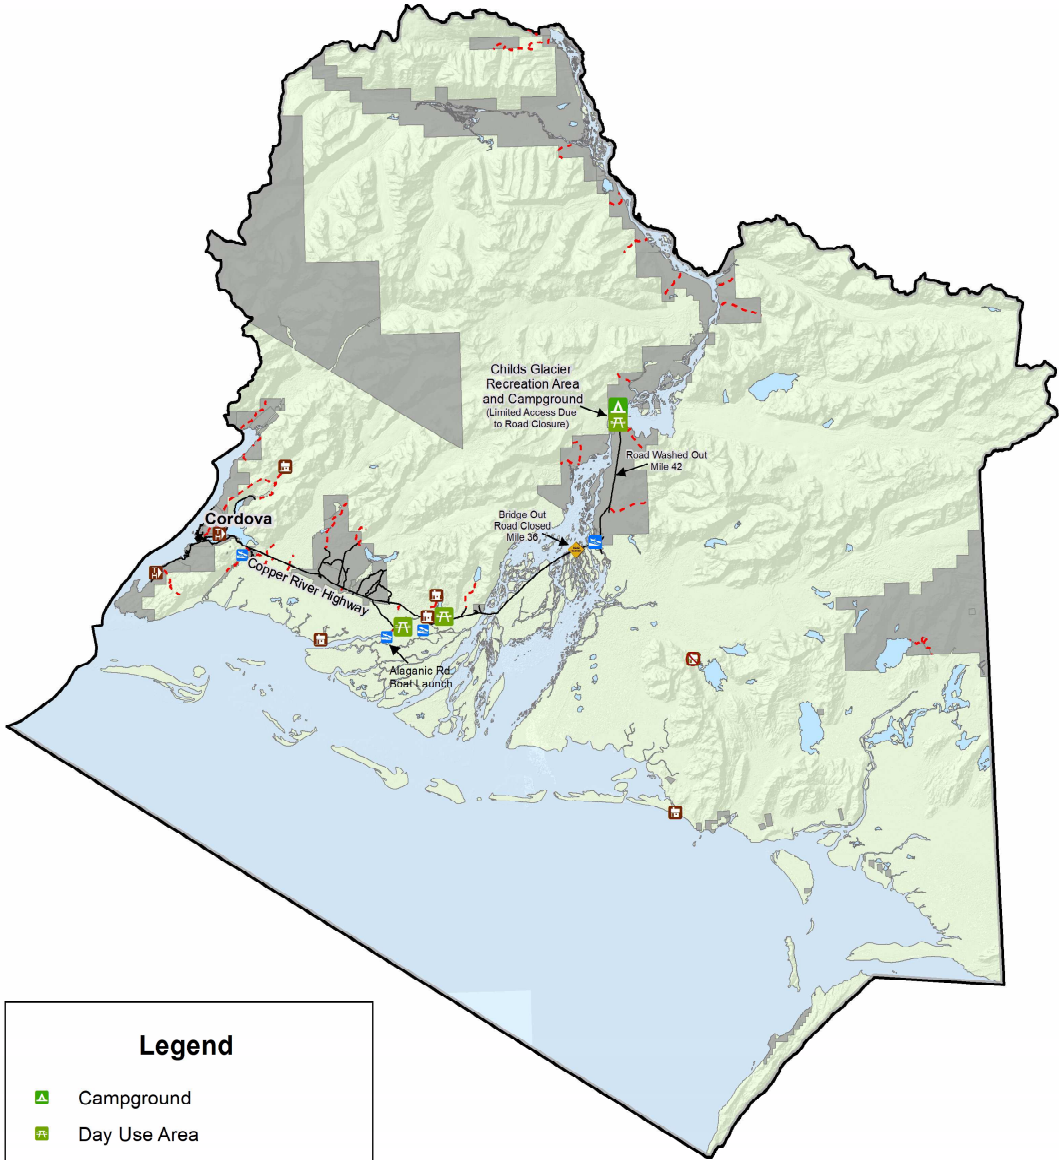 Childs Glacier
Recreation Area
and Campground
(Limited Access Due
to Road Closure)
Road Washed Out
Mile 42
Bridge Out
Road Closed
Mile 36
Cordova
Copper River Highway
Alaganic Rd.
Boat Launch
Legend
Campground
Day Use Area